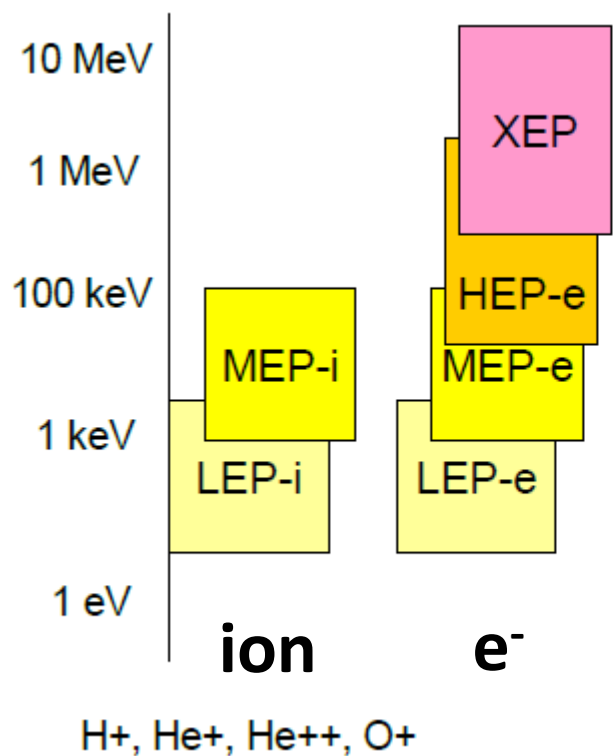 10 MeV
XEP
1 MeV
100 keV
HEP-e
MEP-i
MEP-e
1 keV
LEP-i
LEP-e
1 eV
ion
e⁻
H+, He+, He++, O+